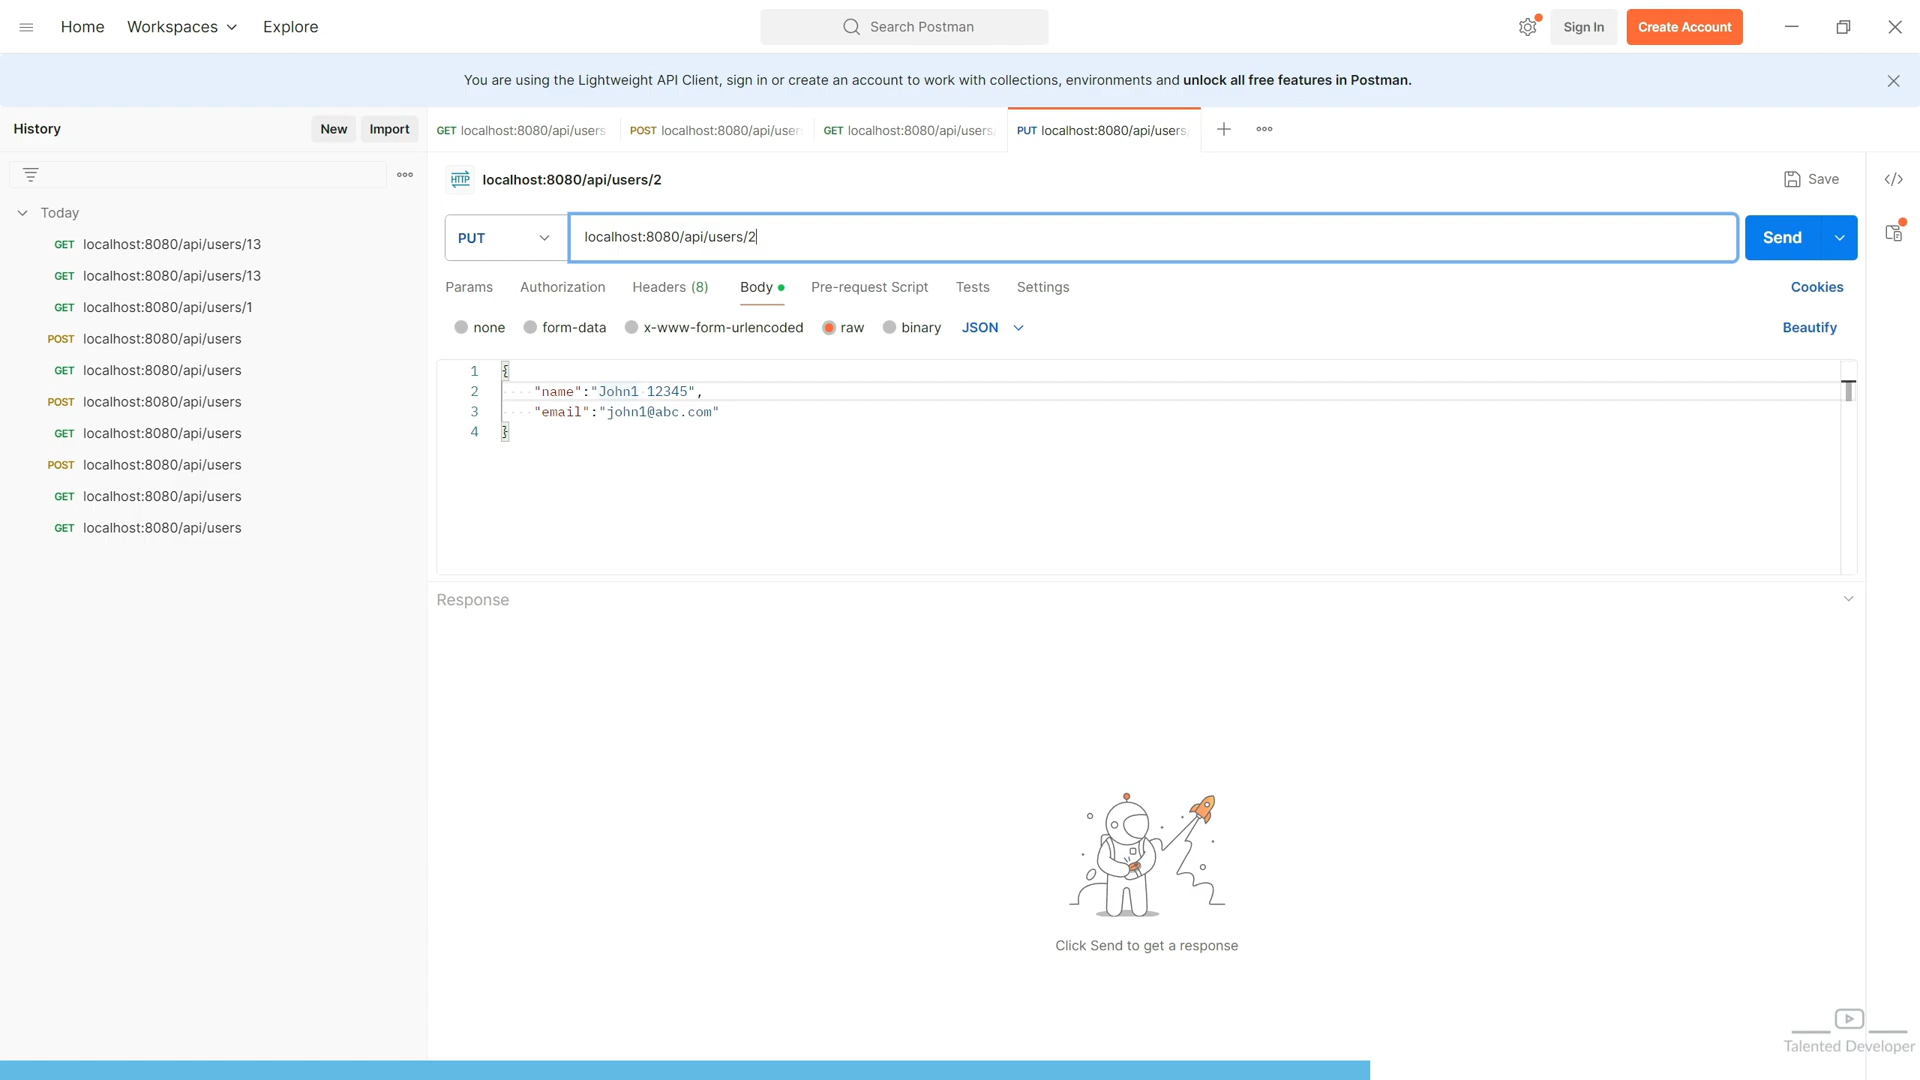 Home Workspaces Explore Search Postman Sign In Create Account
You are using the Lightweight API Client, sign in or create an account to work with collections, environments and unlock all free features in Postman.
History New Import GET localhost:8080/api/users POST localhost:8080/api/user GET localhost:8080/api/users/ PUT localhost:8080/api/users/
HTTP localhost:8080/api/users/2 Save </>
Today
PUT localhost:8080/api/users/2 Send
GET localhost:8080/api/users/13
GET localhost:8080/api/users/13
GET localhost:8080/api/users/1
POST localhost:8080/api/users
GET localhost:8080/api/users
POST localhost:8080/api/users
GET localhost:8080/api/users
POST localhost:8080/api/users
GET localhost:8080/api/users
GET localhost:8080/api/users
Params Authorization Headers (8) Body Pre-request Script Tests Settings Cookies
none form-data x-www-form-urlencoded raw binary JSON Beautify
1 {
2 "name":"John1 12345",
3 "email":"john1@abc.com"
4 }
Response
Click Send to get a response
Talented Developer